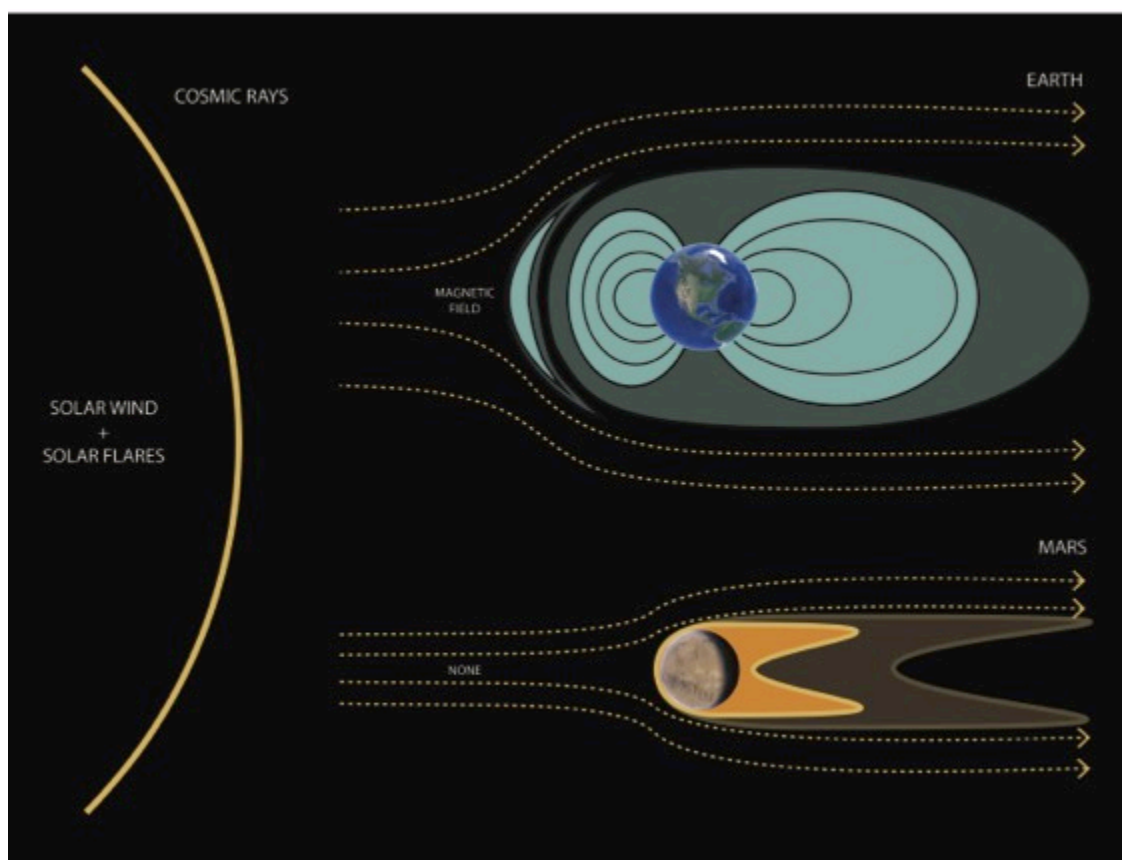 COSMIC RAYS
EARTH
MAGNETIC
FIELD
SOLAR WIND
+
SOLAR FLARES
MARS
NONE